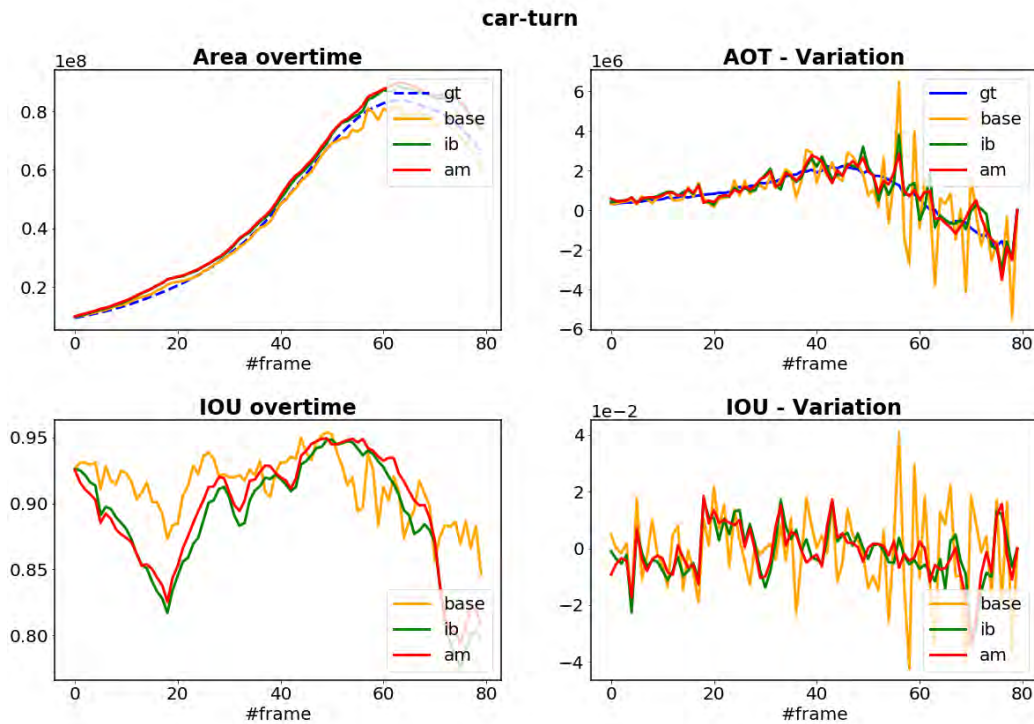 car-turn
Area overtime
1e8
0.8
0.6
0.4
0.2
0
20
40
60
80
#frame
gt
base
ib
am
AOT - Variation
1e6
6
4
2
0
−2
−4
−6
0
20
40
60
80
#frame
gt
base
ib
am
IOU overtime
0.95
0.90
0.85
0.80
0
20
40
60
80
#frame
base
ib
am
IOU - Variation
1e-2
4
2
0
−2
−4
0
20
40
60
80
#frame
base
ib
am